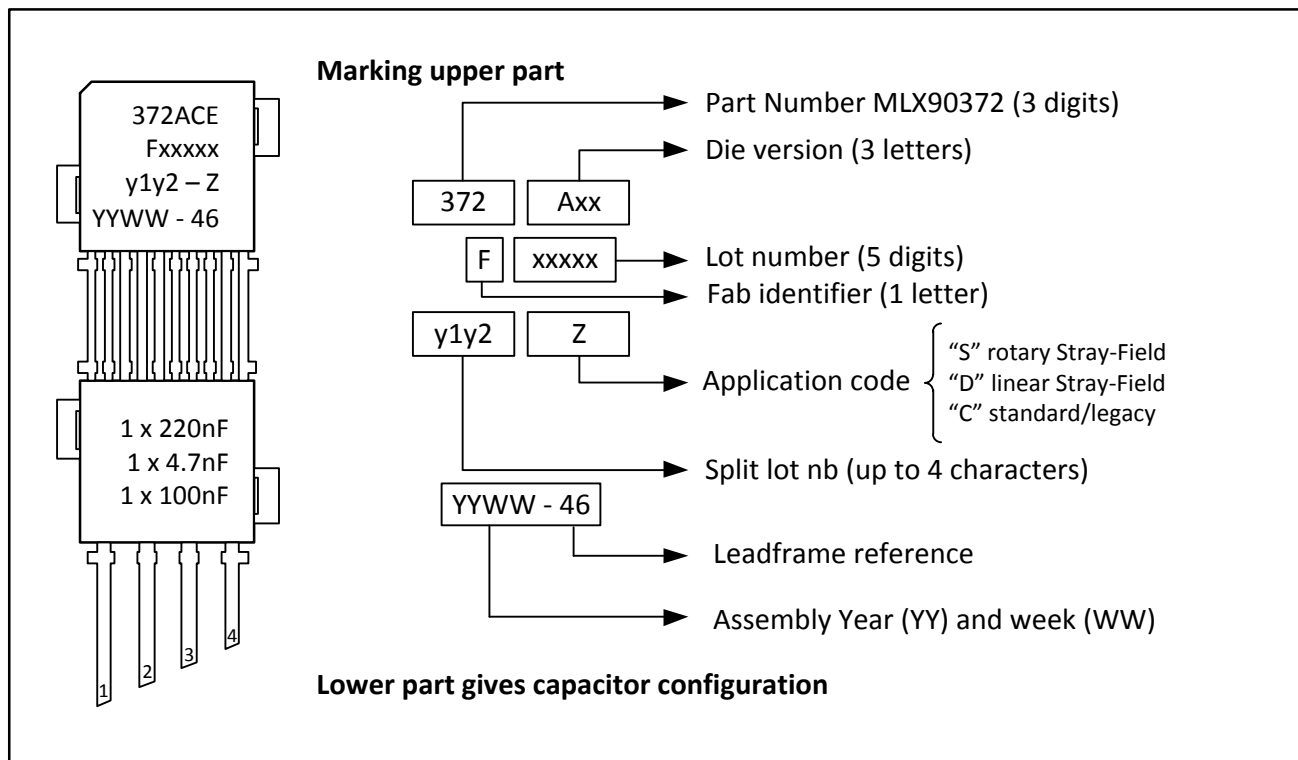 Marking upper part
372ACE
Fxxxxx
y1y2 – Z
YYWW - 46
1 x 220nF
1 x 4.7nF
1 x 100nF
1
2
3
4
Part Number MLX90372 (3 digits)
Die version (3 letters)
372 Axx
F xxxxx
Lot number (5 digits)
Fab identifier (1 letter)
y1y2 Z
Application code
“S” rotary Stray-Field
“D” linear Stray-Field
“C” standard/legacy
Split lot nb (up to 4 characters)
YYWW - 46
Leadframe reference
Assembly Year (YY) and week (WW)
Lower part gives capacitor configuration